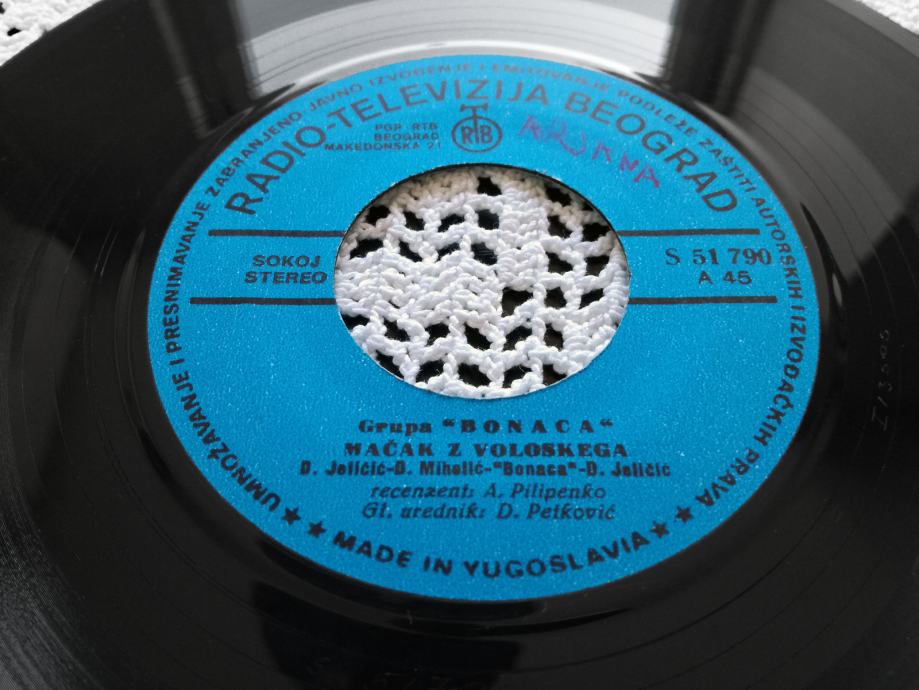 UMNOŽAVANJE I PRESNIMAVANJE ZABRANJENO JAVNO IZVOĐENJE I EMITOVANJE PODLEŽE ZAŠTITI AUTORSKIH I IZVOĐAČKIH PRAVA
RADIO-TELEVIZIJA BEOGRAD
PGP RTB
BEOGRAD
MAKEDONSKA 21
RTB
SOKOJ
STEREO
S 51 790
A 45
Grupa "BONACA"
MAČAK Z VOLOSKEGA
D. Jeličić-D. Mihelić-"Bonaca"-D. Jeličić
recenzent: A. Pilipenko
Gl. urednik: D. Petković
★ ★ MADE IN YUGOSLAVIA ★ ★